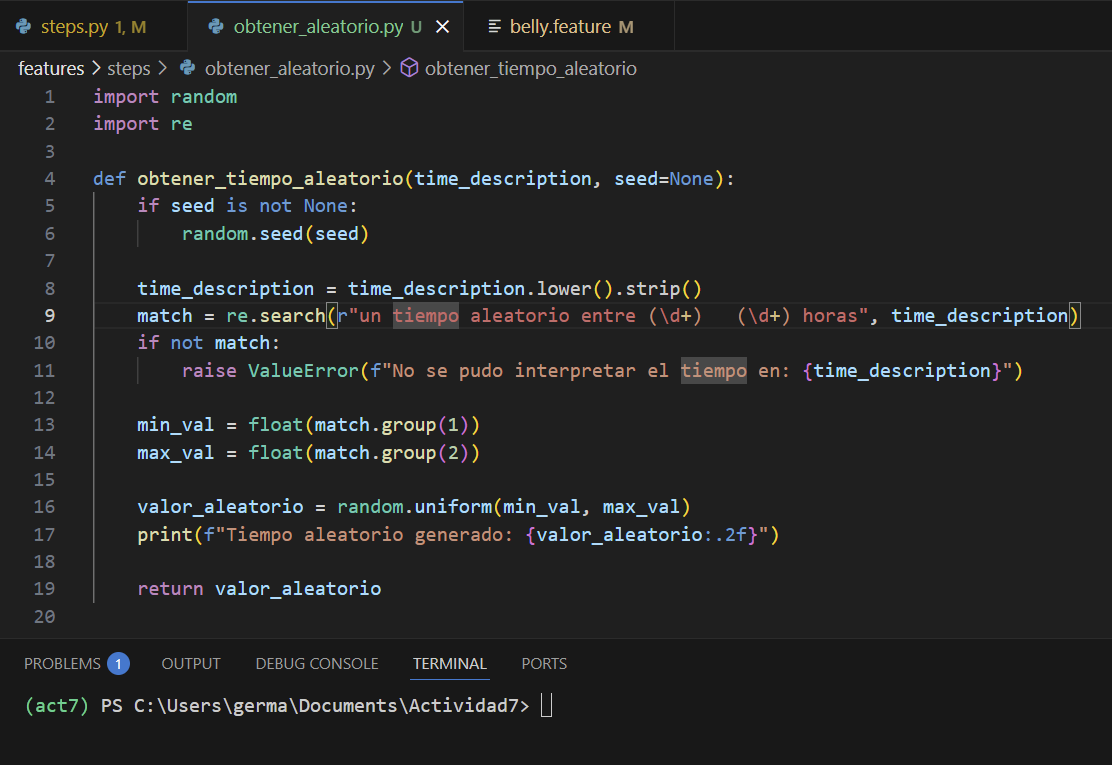 steps.py 1, M
obtener_aleatorio.py U
belly.feature M
features > steps > obtener_aleatorio.py > obtener_tiempo_aleatorio
1 import random
2 import re
3
4 def obtener_tiempo_aleatorio(time_description, seed=None):
5     if seed is not None:
6         random.seed(seed)
7
8     time_description = time_description.lower().strip()
9     match = re.search(r"un tiempo aleatorio entre (\d+)   (\d+) horas", time_description)
10     if not match:
11         raise ValueError(f"No se pudo interpretar el tiempo en: {time_description}")
12
13     min_val = float(match.group(1))
14     max_val = float(match.group(2))
15
16     valor_aleatorio = random.uniform(min_val, max_val)
17     print(f"Tiempo aleatorio generado: {valor_aleatorio:.2f}")
18
19     return valor_aleatorio
20
PROBLEMS 1 OUTPUT DEBUG CONSOLE TERMINAL PORTS
(act7) PS C:\Users\germa\Documents\Actividad7>